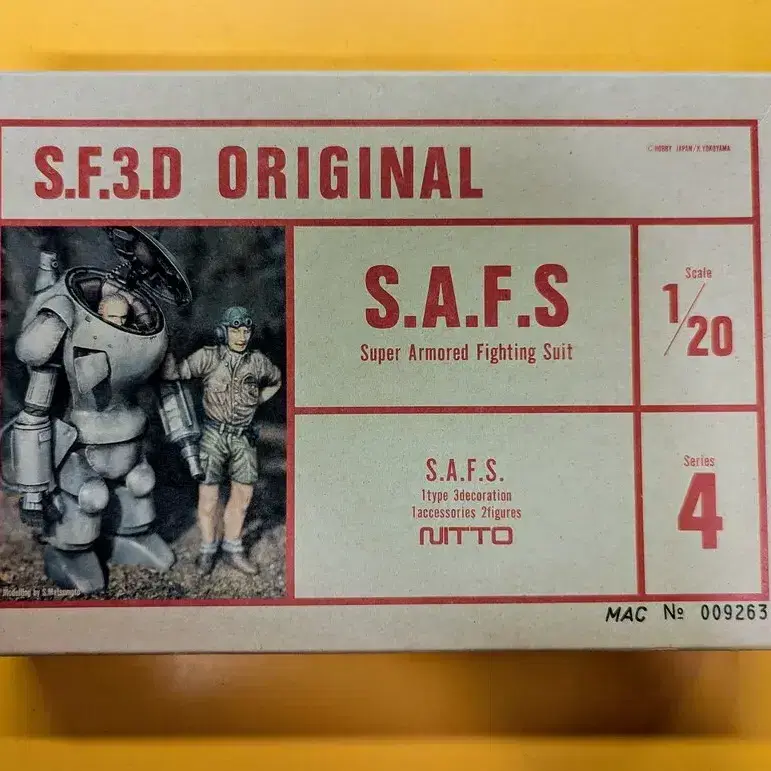 S.F.3.D ORIGINAL
©HOBBY JAPAN/K.YOKOYAMA
S.A.F.S
Super Armored Fighting Suit
Scale
1/20
S.A.F.S.
1type 3decoration
1accessories 2figures
NITTO
Series
4
Modelling by S.Matsumoto
MAC № 009263